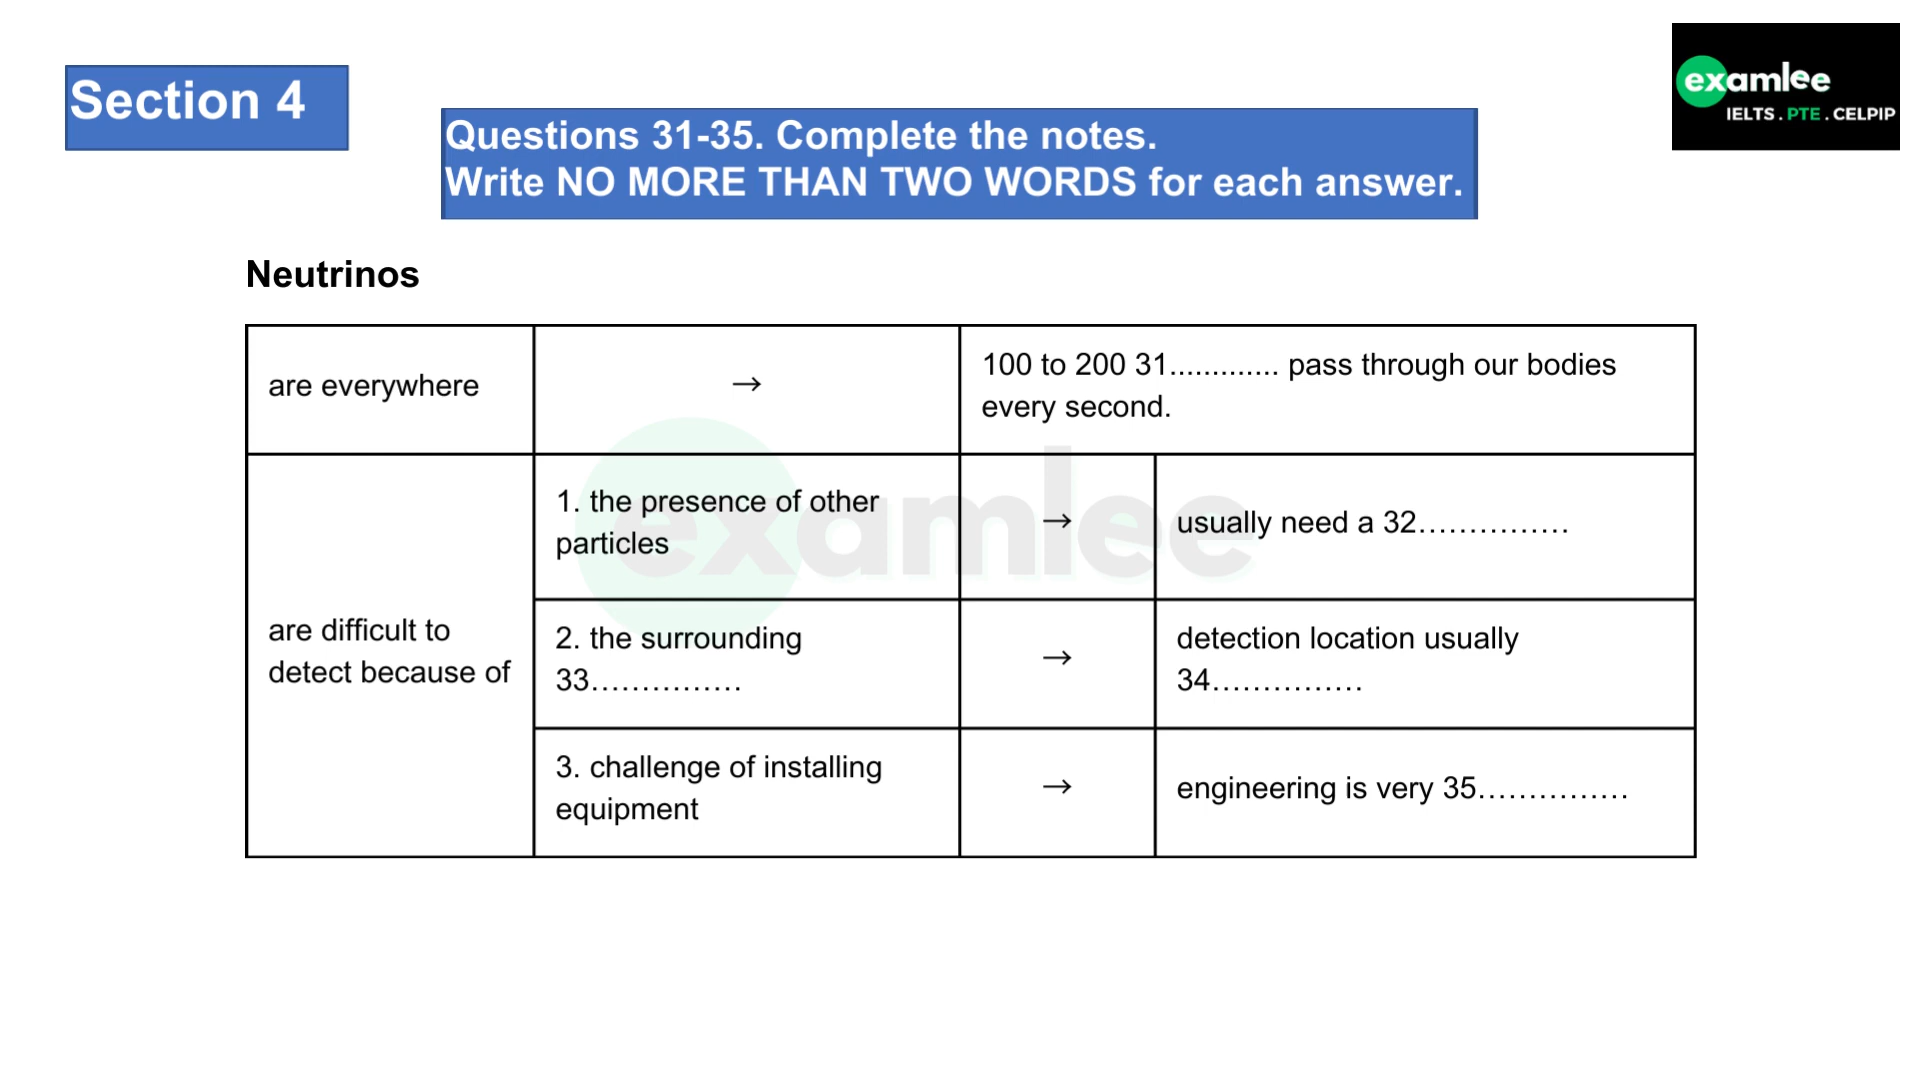 Section 4
examlee
IELTS . PTE . CELPIP
Questions 31-35. Complete the notes.
Write NO MORE THAN TWO WORDS for each answer.
Neutrinos
are everywhere
→
100 to 200 31............. pass through our bodies
every second.
are difficult to
detect because of
1. the presence of other
particles
→
usually need a 32……………
2. the surrounding
33……………
→
detection location usually
34……………
3. challenge of installing
equipment
→
engineering is very 35……………
examlee